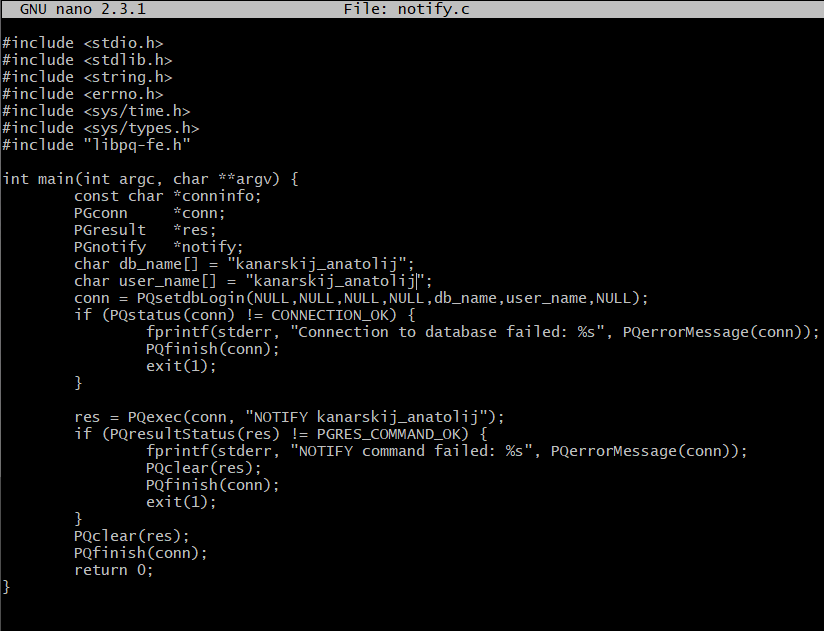 GNU nano 2.3.1 File: notify.c
#include <stdio.h>
#include <stdlib.h>
#include <string.h>
#include <errno.h>
#include <sys/time.h>
#include <sys/types.h>
#include "libpq-fe.h"
int main(int argc, char **argv) {
        const char *conninfo;
        PGconn     *conn;
        PGresult   *res;
        PGnotify   *notify;
        char db_name[] = "kanarskij_anatolij";
        char user_name[] = "kanarskij_anatolij";
        conn = PQsetdbLogin(NULL,NULL,NULL,NULL,db_name,user_name,NULL);
        if (PQstatus(conn) != CONNECTION_OK) {
                fprintf(stderr, "Connection to database failed: %s", PQerrorMessage(conn));
                PQfinish(conn);
                exit(1);
        }
        res = PQexec(conn, "NOTIFY kanarskij_anatolij");
        if (PQresultStatus(res) != PGRES_COMMAND_OK) {
                fprintf(stderr, "NOTIFY command failed: %s", PQerrorMessage(conn));
                PQclear(res);
                PQfinish(conn);
                exit(1);
        }
        PQclear(res);
        PQfinish(conn);
        return 0;
}